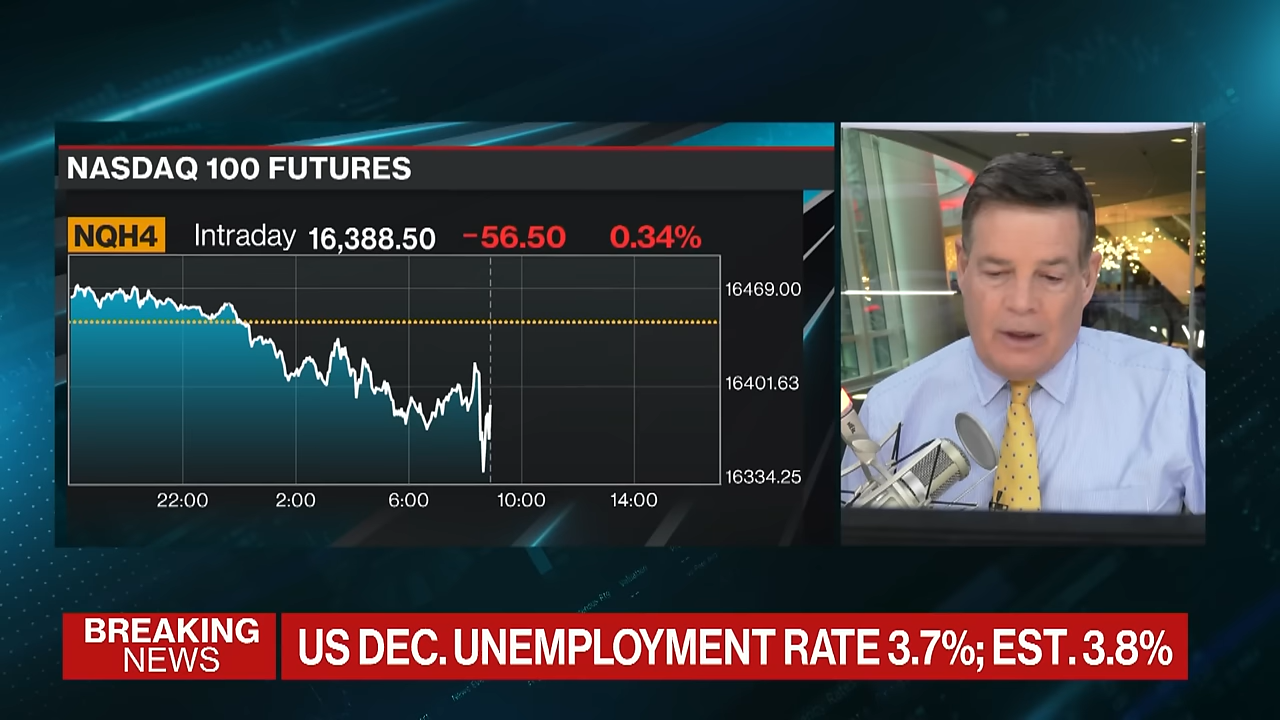 NASDAQ 100 FUTURES
NQH4 Intraday 16,388.50 -56.50 0.34%
16469.00
16401.63
16334.25
22:00 2:00 6:00 10:00 14:00
BREAKING
NEWS
US DEC. UNEMPLOYMENT RATE 3.7%; EST. 3.8%